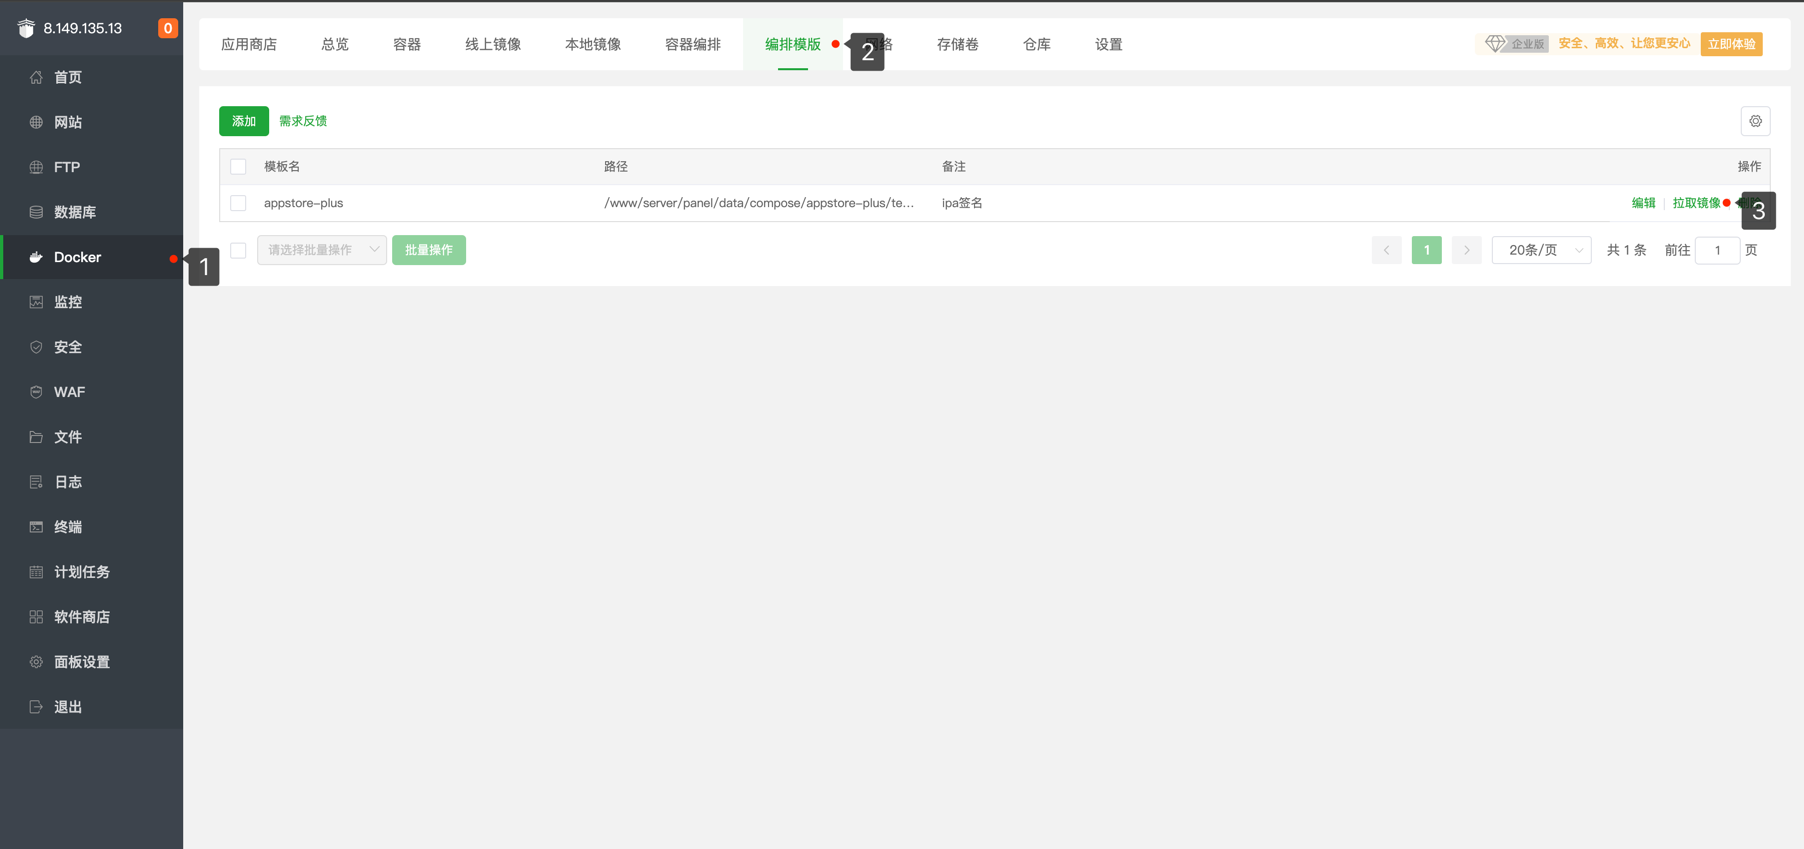 8.149.135.13 0
首页
网站
FTP
数据库
Docker
监控
安全
WAF
文件
日志
终端
计划任务
软件商店
面板设置
退出
1
应用商店 总览 容器 线上镜像 本地镜像 容器编排 编排模版 2 网络 存储卷 仓库 设置
企业版 安全、高效、让您更安心 立即体验
添加 需求反馈
模板名 路径 备注 操作
appstore-plus /www/server/panel/data/compose/appstore-plus/te... ipa签名 编辑 拉取镜像 3
请选择批量操作 批量操作 1 20条/页 共 1 条 前往 1 页